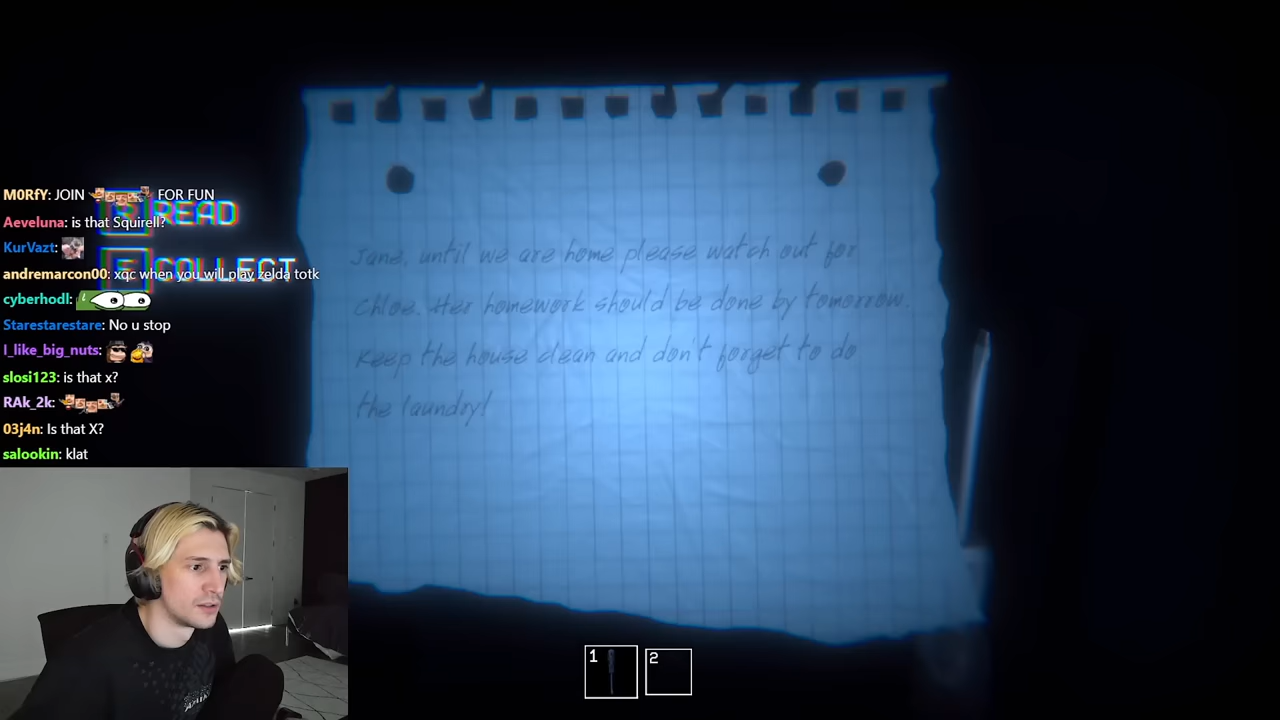 M0RfY: JOIN FOR FUN
Aeveluna: is that Squirell?
KurVazt:
andremarcon00: xqc when you will play zelda totk
cyberhodl:
Starestarestare: No u stop
I_like_big_nuts:
slosi123: is that x?
RAk_2k:
03j4n: Is that X?
salookin: klat
READ
COLLECT
Jane, until we are home please watch out for
Chloe. Her homework should be done by tomorrow.
Keep the house clean and don't forget to do
the laundry!
1
2